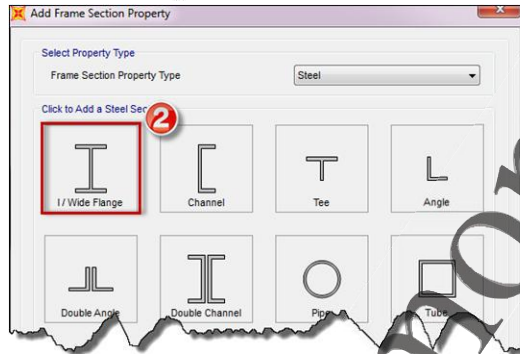 Add Frame Section Property
Select Property Type
Frame Section Property Type
Steel
Click to Add a Steel
2
I / Wide Flange
Channel
Tee
Angle
Double Angle
Double Channel
Pipe
Tube